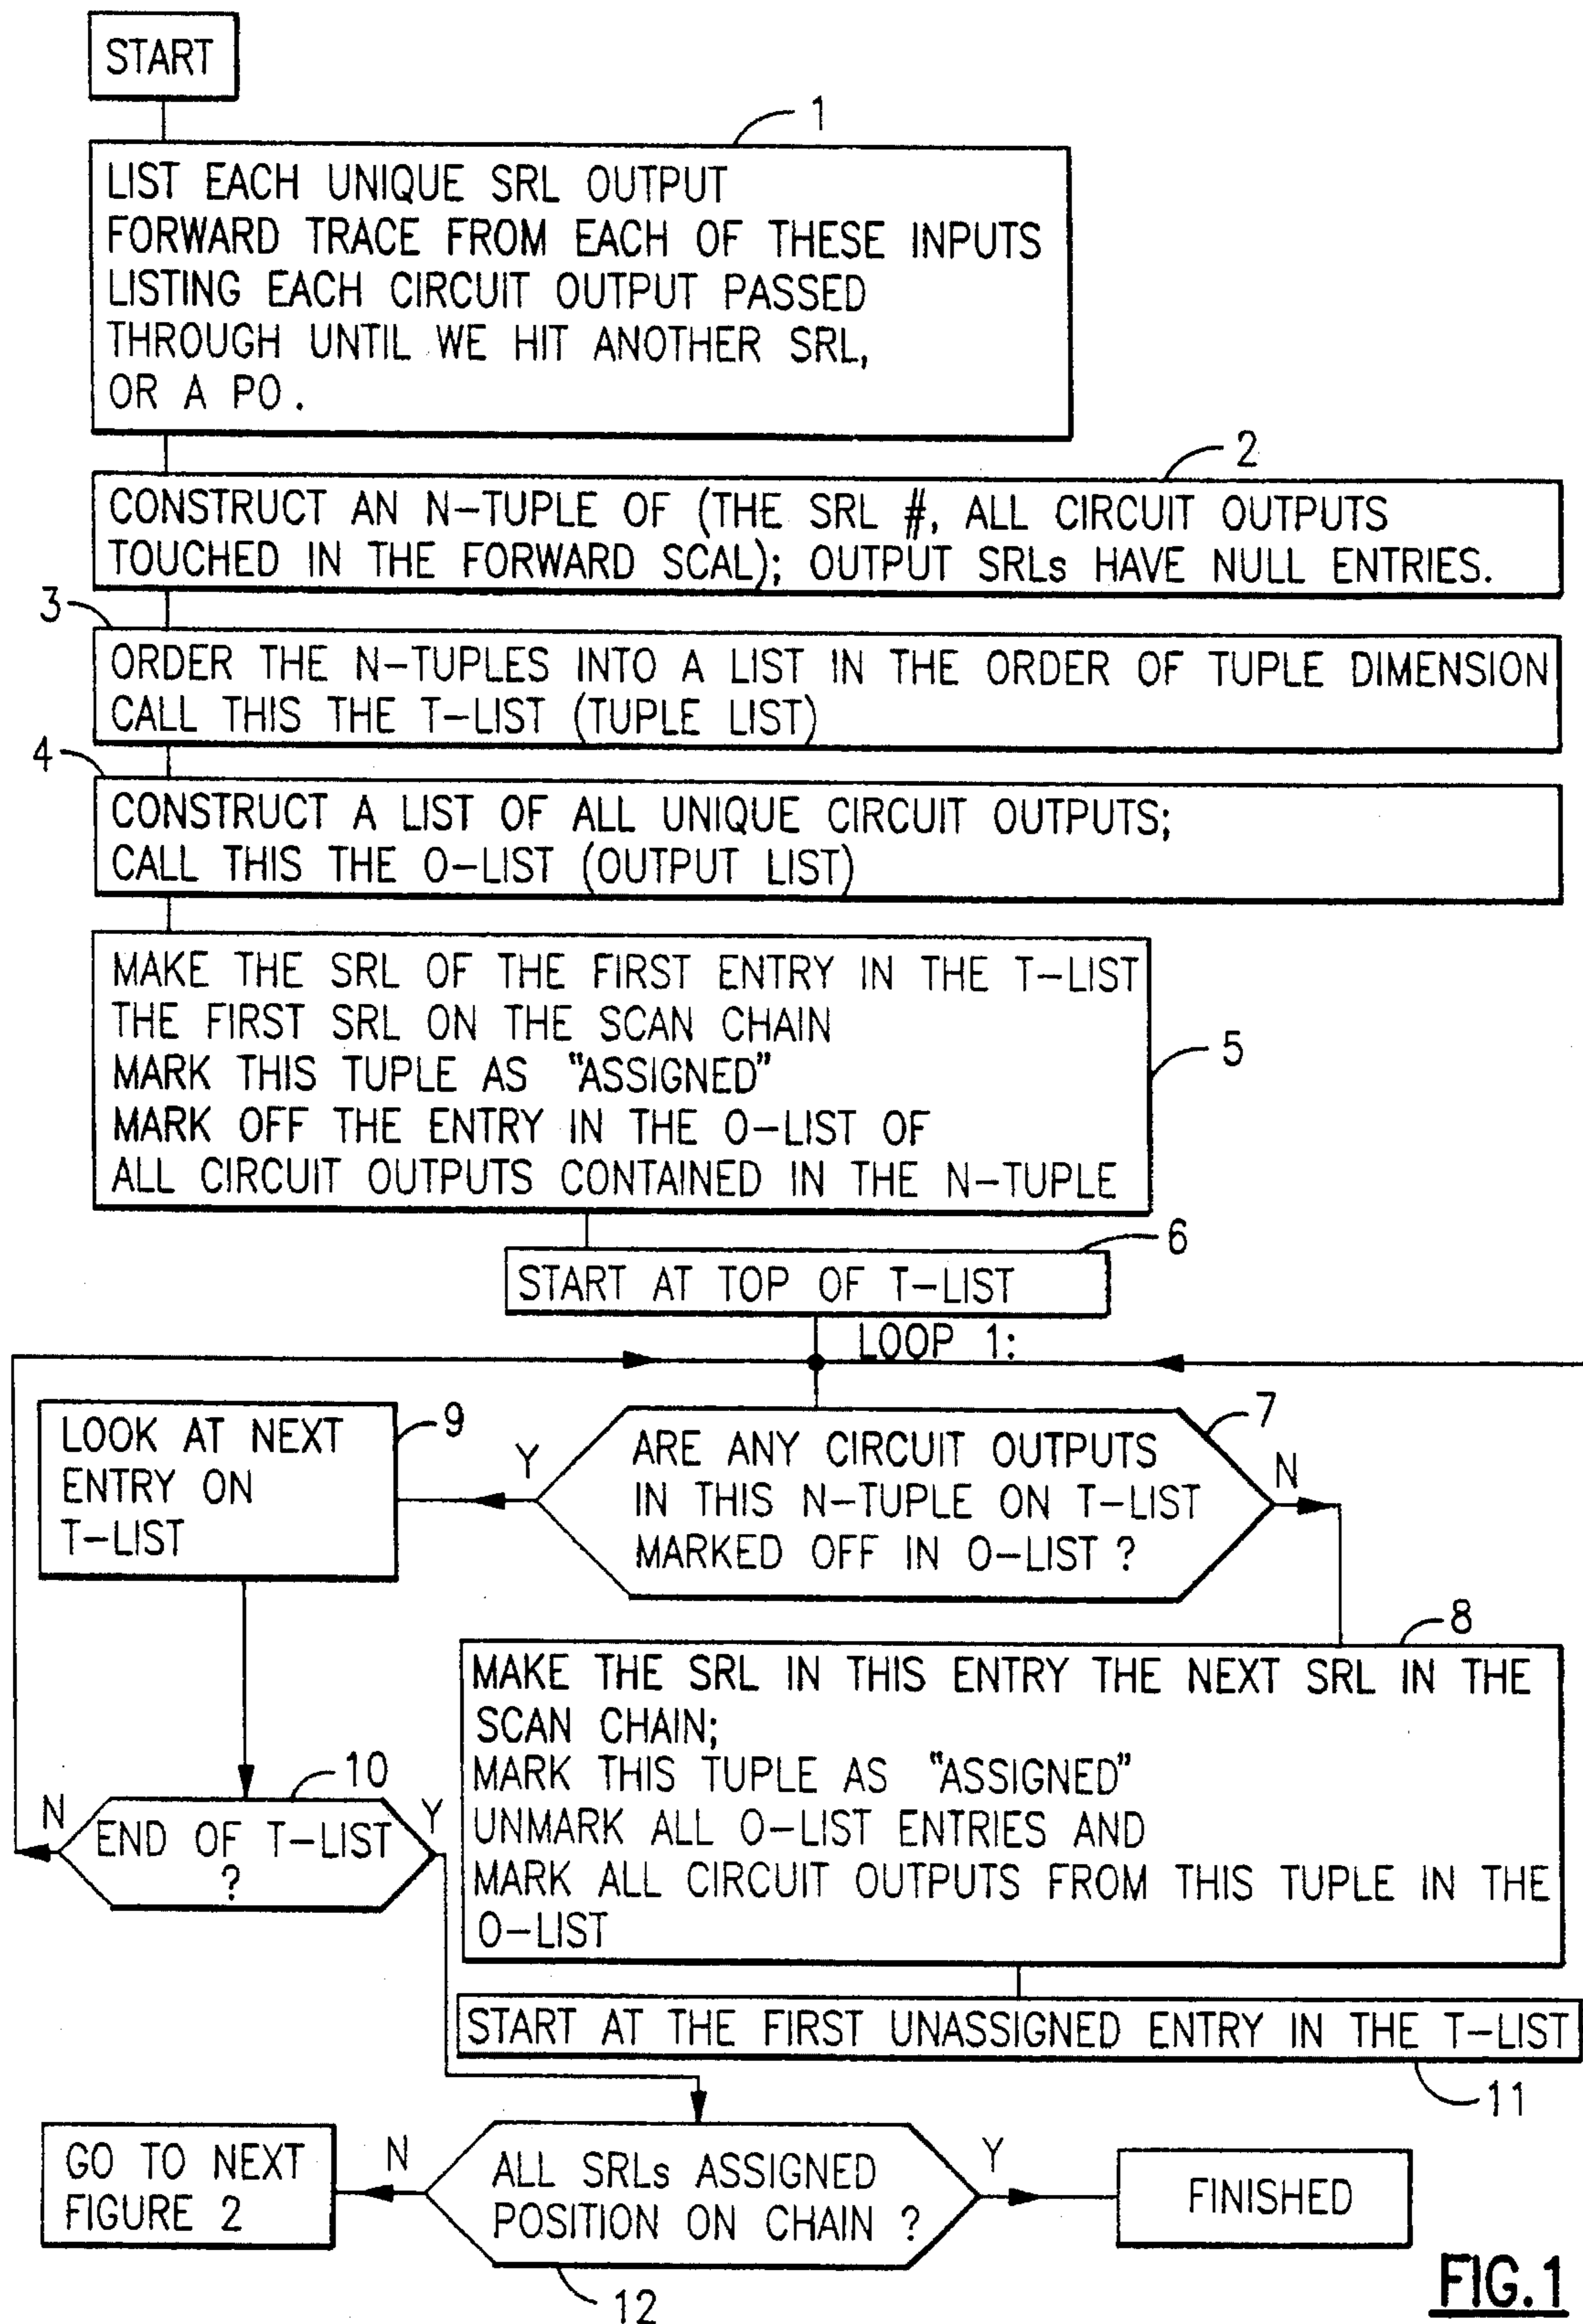 START
1
LIST EACH UNIQUE SRL OUTPUT
FORWARD TRACE FROM EACH OF THESE INPUTS
LISTING EACH CIRCUIT OUTPUT PASSED
THROUGH UNTIL WE HIT ANOTHER SRL,
OR A PO.
2
CONSTRUCT AN N-TUPLE OF (THE SRL #, ALL CIRCUIT OUTPUTS
TOUCHED IN THE FORWARD SCAL); OUTPUT SRLs HAVE NULL ENTRIES.
3
ORDER THE N-TUPLES INTO A LIST IN THE ORDER OF TUPLE DIMENSION
CALL THIS THE T-LIST (TUPLE LIST)
4
CONSTRUCT A LIST OF ALL UNIQUE CIRCUIT OUTPUTS;
CALL THIS THE O-LIST (OUTPUT LIST)
MAKE THE SRL OF THE FIRST ENTRY IN THE T-LIST
THE FIRST SRL ON THE SCAN CHAIN
MARK THIS TUPLE AS "ASSIGNED"
MARK OFF THE ENTRY IN THE O-LIST OF
ALL CIRCUIT OUTPUTS CONTAINED IN THE N-TUPLE
5
6
START AT TOP OF T-LIST
LOOP 1:
7
ARE ANY CIRCUIT OUTPUTS
IN THIS N-TUPLE ON T-LIST
MARKED OFF IN O-LIST ?
Y
N
9
LOOK AT NEXT
ENTRY ON
T-LIST
8
MAKE THE SRL IN THIS ENTRY THE NEXT SRL IN THE
SCAN CHAIN;
MARK THIS TUPLE AS "ASSIGNED"
UNMARK ALL O-LIST ENTRIES AND
MARK ALL CIRCUIT OUTPUTS FROM THIS TUPLE IN THE
O-LIST
10
N
Y
END OF T-LIST
?
START AT THE FIRST UNASSIGNED ENTRY IN THE T-LIST
11
GO TO NEXT
FIGURE 2
N
ALL SRLs ASSIGNED
POSITION ON CHAIN ?
Y
FINISHED
12
FIG.1